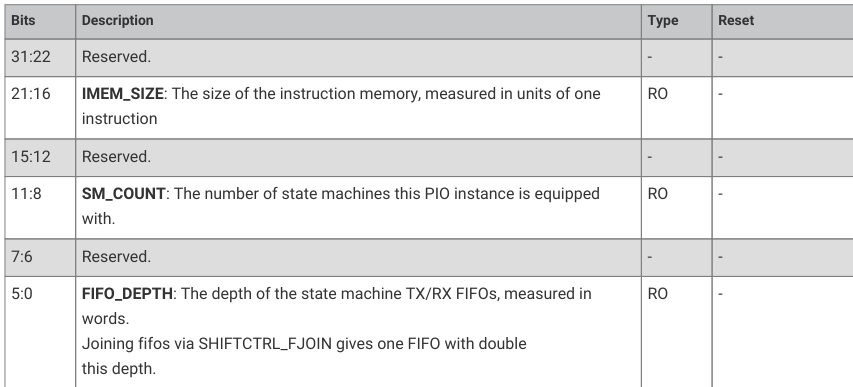 Bits Description Type Reset
31:22 Reserved. - -
21:16 IMEM_SIZE: The size of the instruction memory, measured in units of one RO -
instruction
15:12 Reserved. - -
11:8 SM_COUNT: The number of state machines this PIO instance is equipped RO -
with.
7:6 Reserved. - -
5:0 FIFO_DEPTH: The depth of the state machine TX/RX FIFOs, measured in RO -
words.
Joining fifos via SHIFTCTRL_FJOIN gives one FIFO with double
this depth.